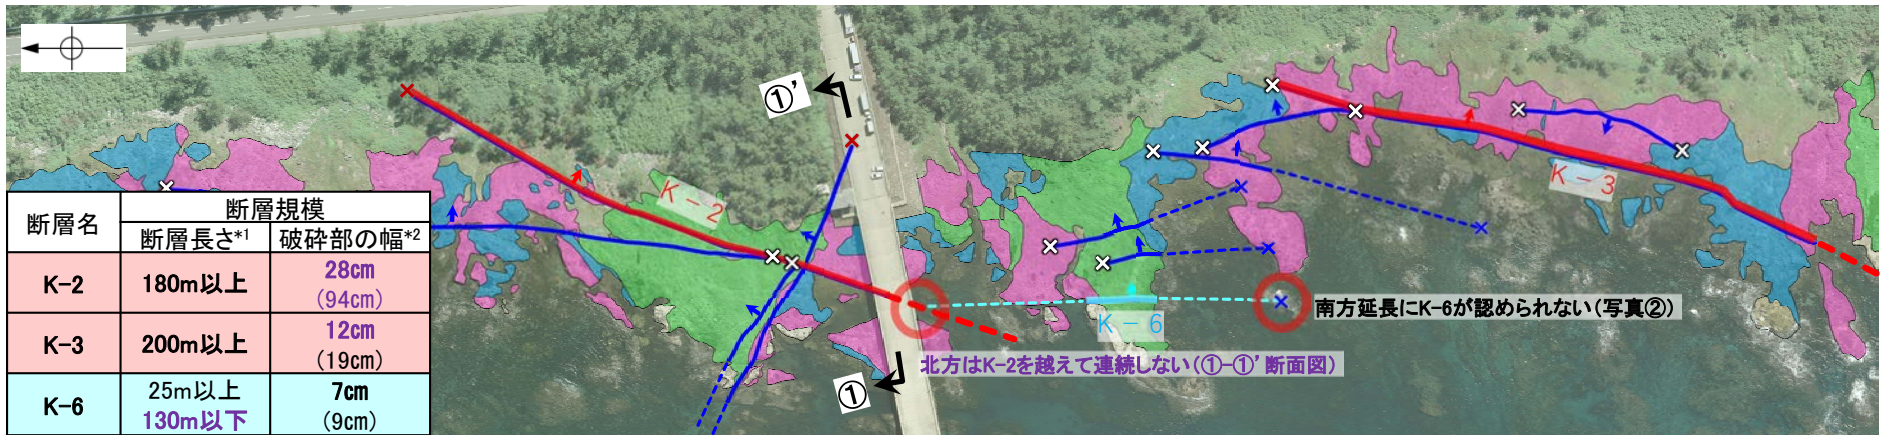 ①’
K－2
K－3
K－6
南方延長にK-6が認められない(写真②)
北方はK-2を越えて連続しない(①-①’断面図)
①
断層名 断層規模
断層長さ*1 破砕部の幅*2
K-2 180m以上 28cm
(94cm)
K-3 200m以上 12cm
(19cm)
K-6 25m以上 7cm
130m以下 (9cm)